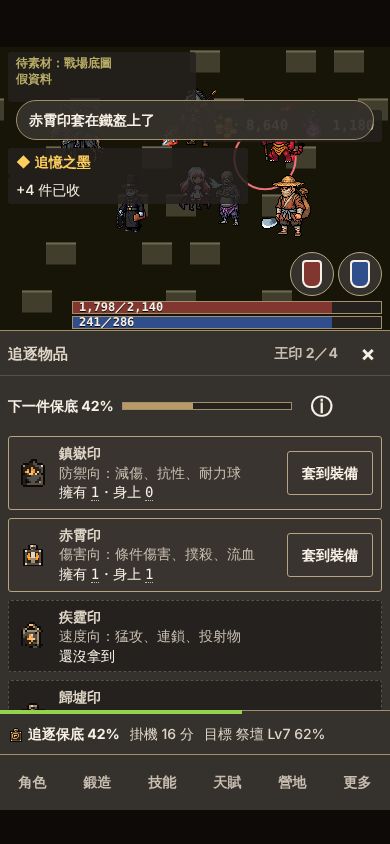 待素材：戰場底圖
假資料
赤霄印套在鐵盔上了
8,640
1,180
◆ 追憶之墨
+4 件已收
1,798／2,140
241／286
追逐物品
王印 2／4
×
下一件保底 42%
鎮嶽印
防禦向：減傷、抗性、耐力球
擁有 1・身上 0
套到裝備
赤霄印
傷害向：條件傷害、撲殺、流血
擁有 1・身上 1
套到裝備
疾霆印
速度向：猛攻、連鎖、投射物
還沒拿到
歸墟印
追逐保底 42% 掛機 16 分 目標 祭壇 Lv7 62%
角色 鍛造 技能 天賦 營地 更多